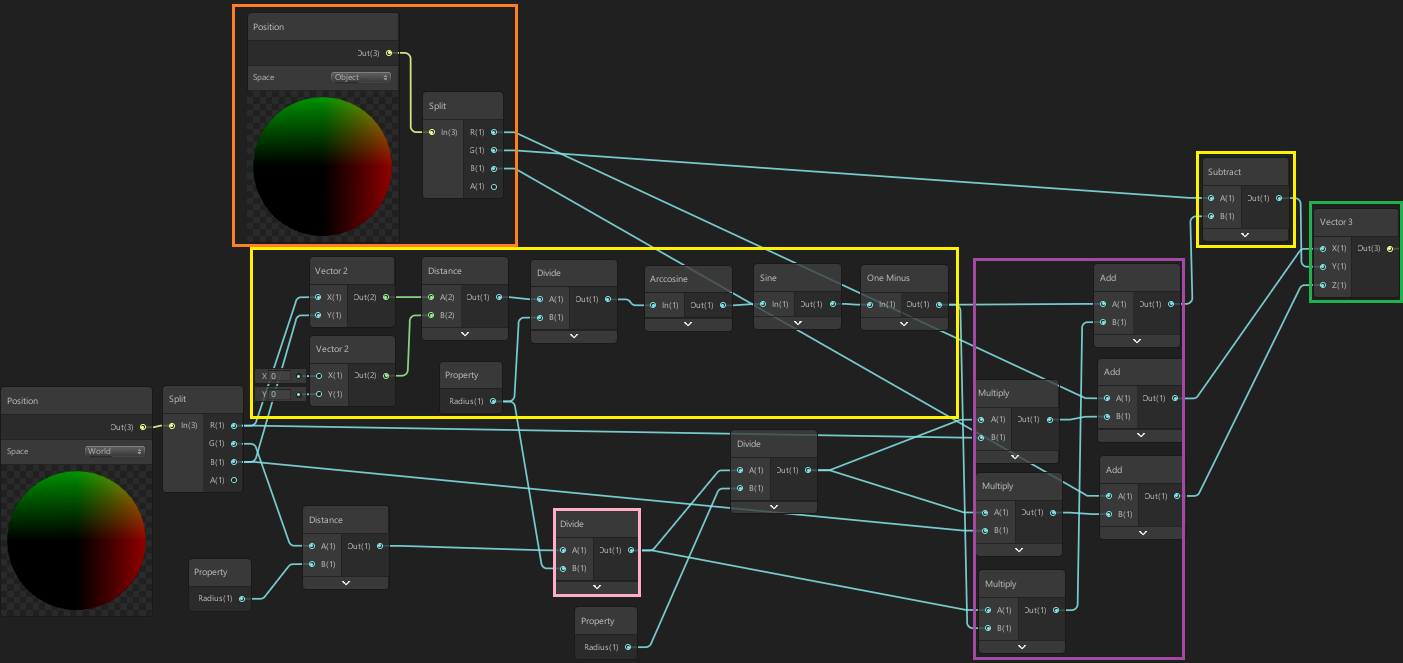 Position
Out(3)
Space Object
Split
In(3) R(1)
G(1)
B(1)
A(1)
Subtract
A(1) Out(1)
B(1)
Vector 3
X(1) Out(3)
Y(1)
Z(1)
Vector 2
X(1) Out(2)
Y(1)
Distance
A(2) Out(1)
B(2)
Divide
A(1) Out(1)
B(1)
Arccosine
In(1) Out(1)
Sine
In(1) Out(1)
One Minus
In(1) Out(1)
Add
A(1) Out(1)
B(1)
Vector 2
X 0 X(1) Out(2)
Y 0 Y(1)
Property
Radius(1)
Add
A(1) Out(1)
B(1)
Multiply
A(1) Out(1)
B(1)
Position
Out(3)
Space World
Split
In(3) R(1)
G(1)
B(1)
A(1)
Divide
A(1) Out(1)
B(1)
Add
A(1) Out(1)
B(1)
Multiply
A(1) Out(1)
B(1)
Distance
A(1) Out(1)
B(1)
Divide
A(1) Out(1)
B(1)
Property
Radius(1)
Multiply
A(1) Out(1)
B(1)
Property
Radius(1)